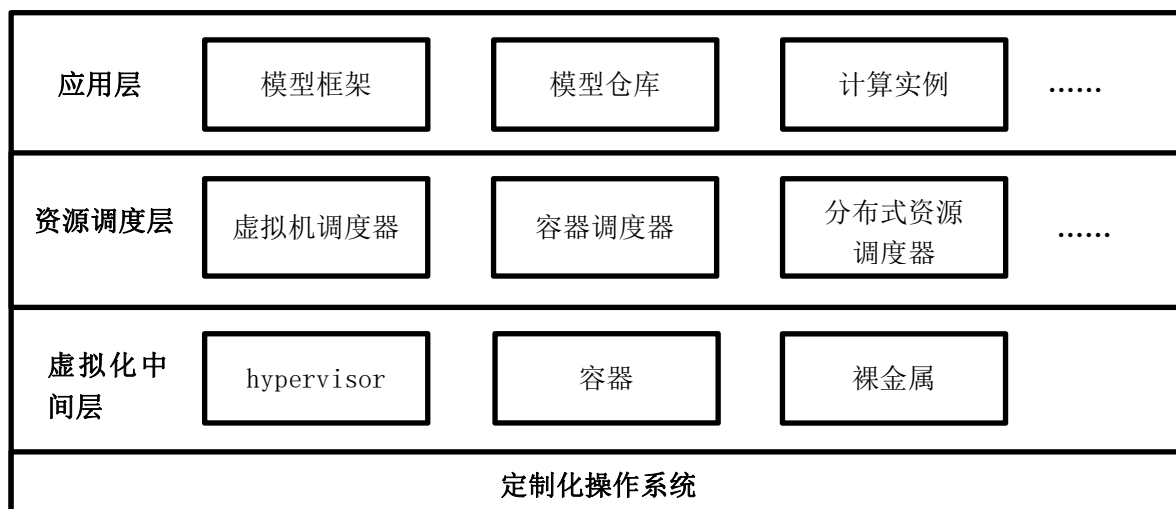 应用层
模型框架
模型仓库
计算实例
……
资源调度层
虚拟机调度器
容器调度器
分布式资源
调度器
……
虚拟化中
间层
hypervisor
容器
裸金属
定制化操作系统